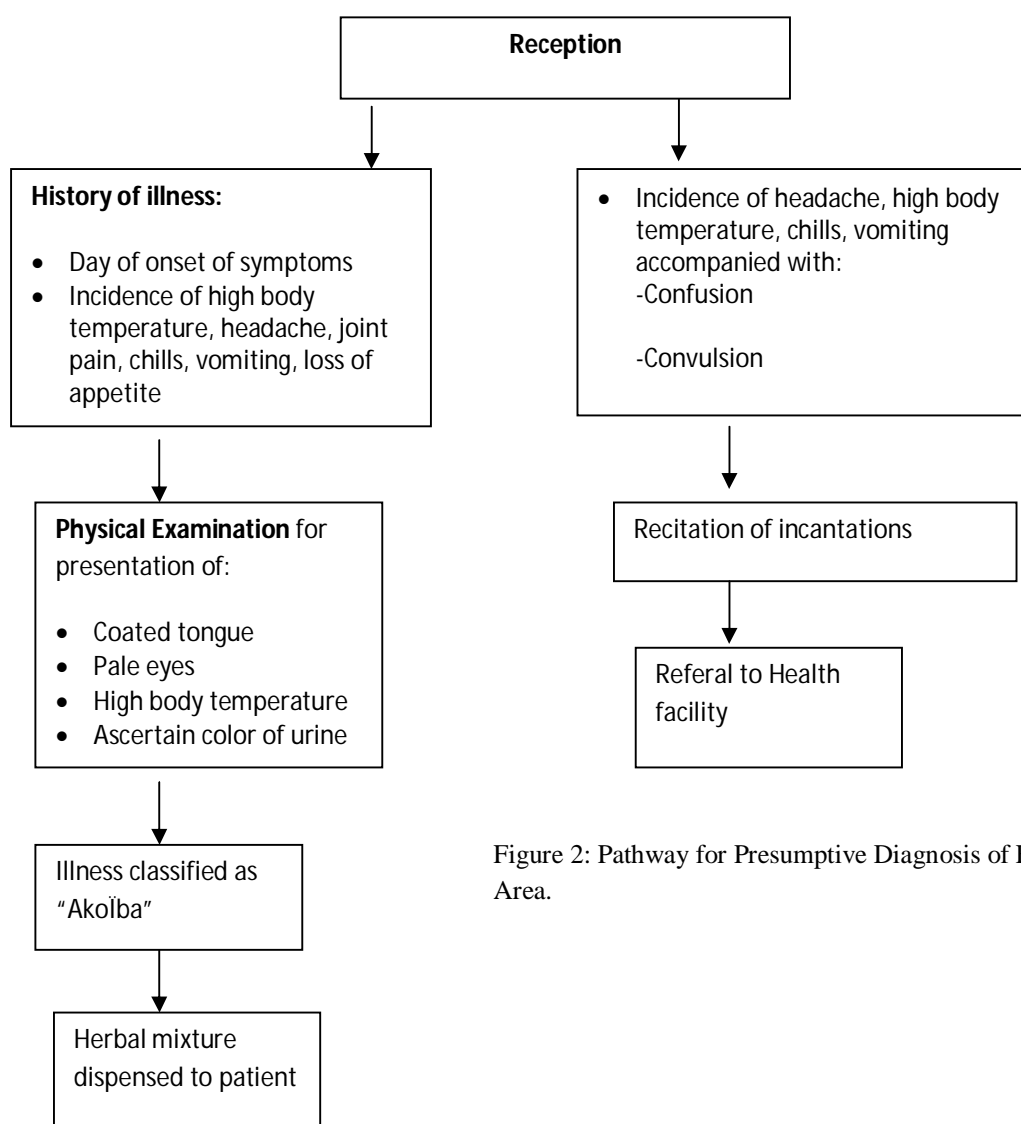 Reception
History of illness:
• Day of onset of symptoms
• Incidence of high body
temperature, headache, joint
pain, chills, vomiting, loss of
appetite
• Incidence of headache, high body
temperature, chills, vomiting
accompanied with:
-Confusion
-Convulsion
Physical Examination for
presentation of:
• Coated tongue
• Pale eyes
• High body temperature
• Ascertain color of urine
Recitation of incantations
Referal to Health
facility
Illness classified as
“AkoÏba”
Herbal mixture
dispensed to patient
Figure 2: Pathway for Presumptive Diagnosis of
Area.